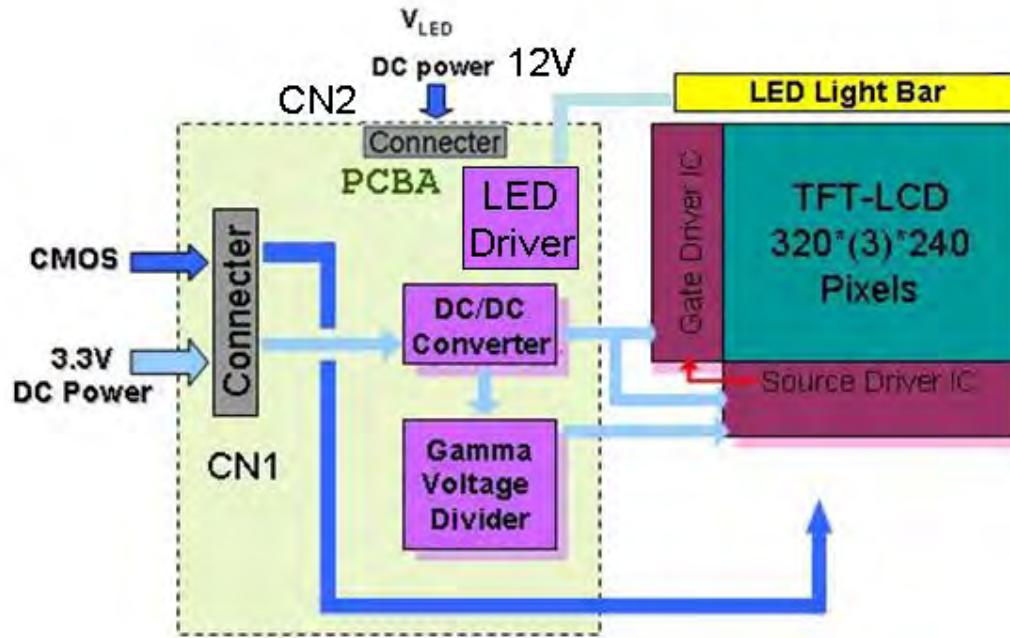 VLED
DC power 12V
CN2
Connecter
PCBA
LED Light Bar
LED
Driver
Gate Driver IC
TFT-LCD
320*(3)*240
Pixels
CMOS
Connecter
DC/DC
Converter
3.3V
DC Power
Source Driver IC
CN1
Gamma
Voltage
Divider